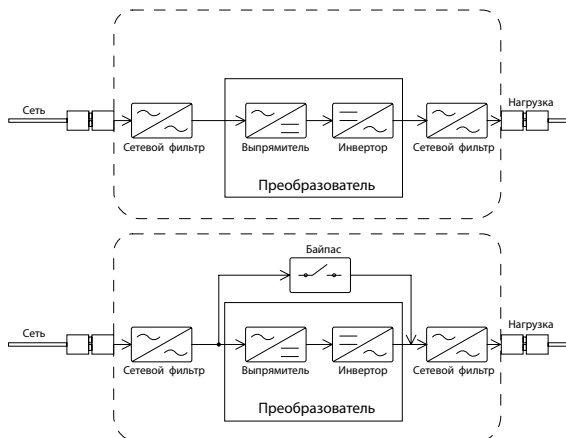 Сеть
Нагрузка
Сетевой фильтр
Выпрямитель
Инвертор
Сетевой фильтр
Преобразователь
Байпас
Сеть
Нагрузка
Сетевой фильтр
Выпрямитель
Инвертор
Сетевой фильтр
Преобразователь